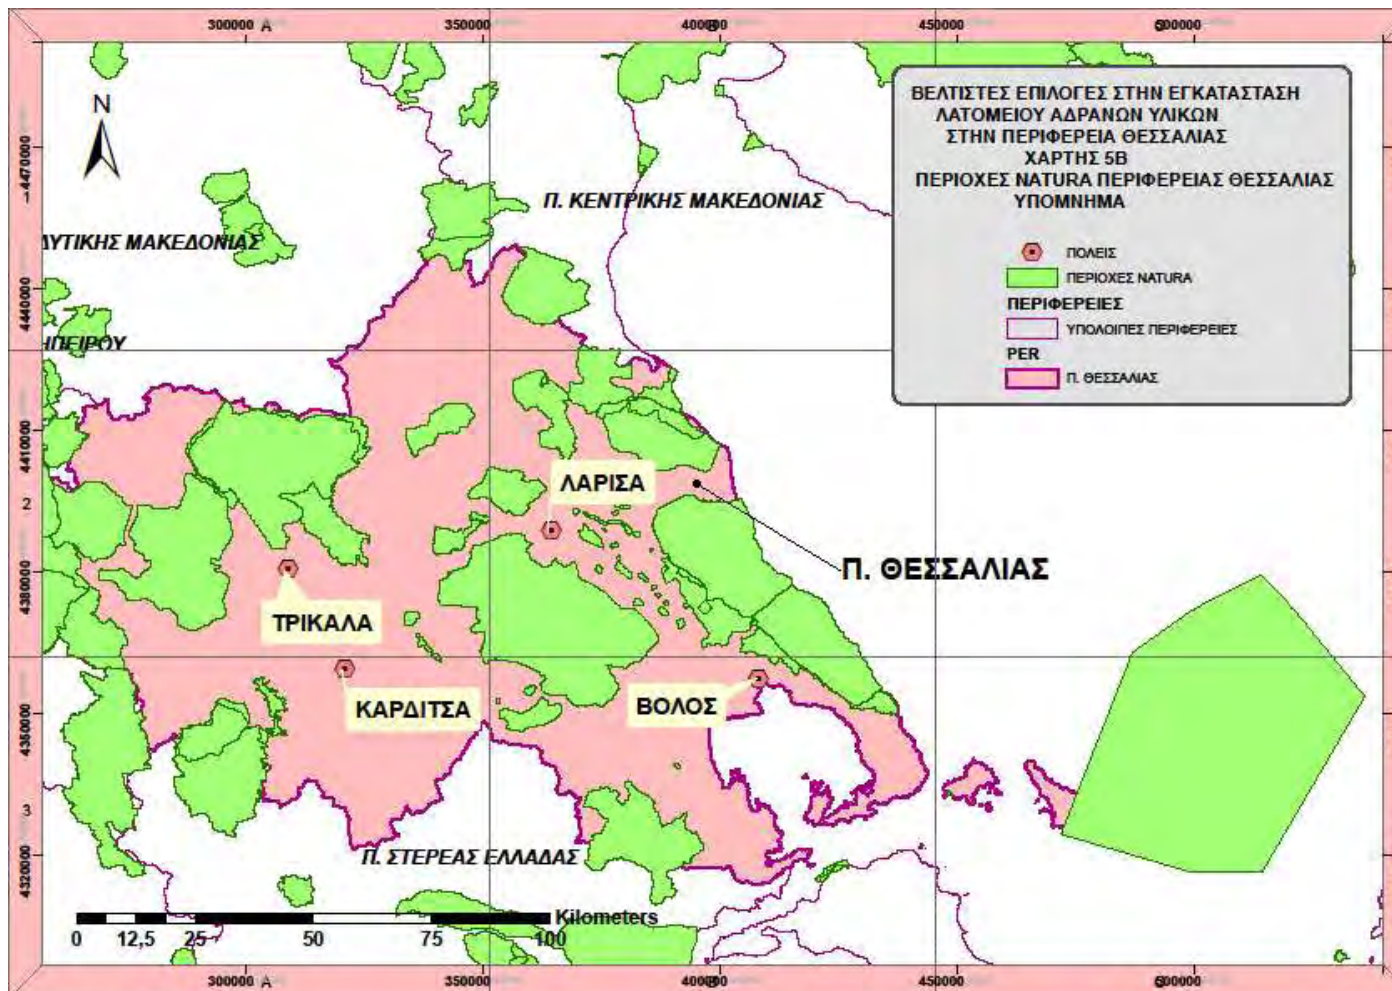 300000 A 350000 400000 B 450000 500000
N
ΒΕΛΤΙΣΤΕΣ ΕΠΙΛΟΓΕΣ ΣΤΗΝ ΕΓΚΑΤΑΣΤΑΣΗ
ΛΑΤΟΜΕΙΟΥ ΑΔΡΑΝΩΝ ΥΛΙΚΩΝ
ΣΤΗΝ ΠΕΡΙΦΕΡΕΙΑ ΘΕΣΣΑΛΙΑΣ
ΧΑΡΤΗΣ 5Β
ΠΕΡΙΟΧΕΣ NATURA ΠΕΡΙΦΕΡΕΙΑΣ ΘΕΣΣΑΛΙΑΣ
ΥΠΟΜΝΗΜΑ
ΠΟΛΕΙΣ
ΠΕΡΙΟΧΕΣ NATURA
ΠΕΡΙΦΕΡΕΙΕΣ
ΥΠΟΛΟΙΠΕΣ ΠΕΡΙΦΕΡΕΙΕΣ
PER
Π. ΘΕΣΣΑΛΙΑΣ
4470000
Π. ΚΕΝΤΡΙΚΗΣ ΜΑΚΕΔΟΝΙΑΣ
ΔΥΤΙΚΗΣ ΜΑΚΕΔΟΝΙΑΣ
4440000
ΗΠΕΙΡΟΥ
4410000
ΛΑΡΙΣΑ
2
Π. ΘΕΣΣΑΛΙΑΣ
4380000
ΤΡΙΚΑΛΑ
ΚΑΡΔΙΤΣΑ
ΒΟΛΟΣ
4350000
3
4320000
Π. ΣΤΕΡΕΑΣ ΕΛΛΑΔΑΣ
Kilometers
0 12,5 25 50 75 100
300000 A 350000 400000 B 450000 500000